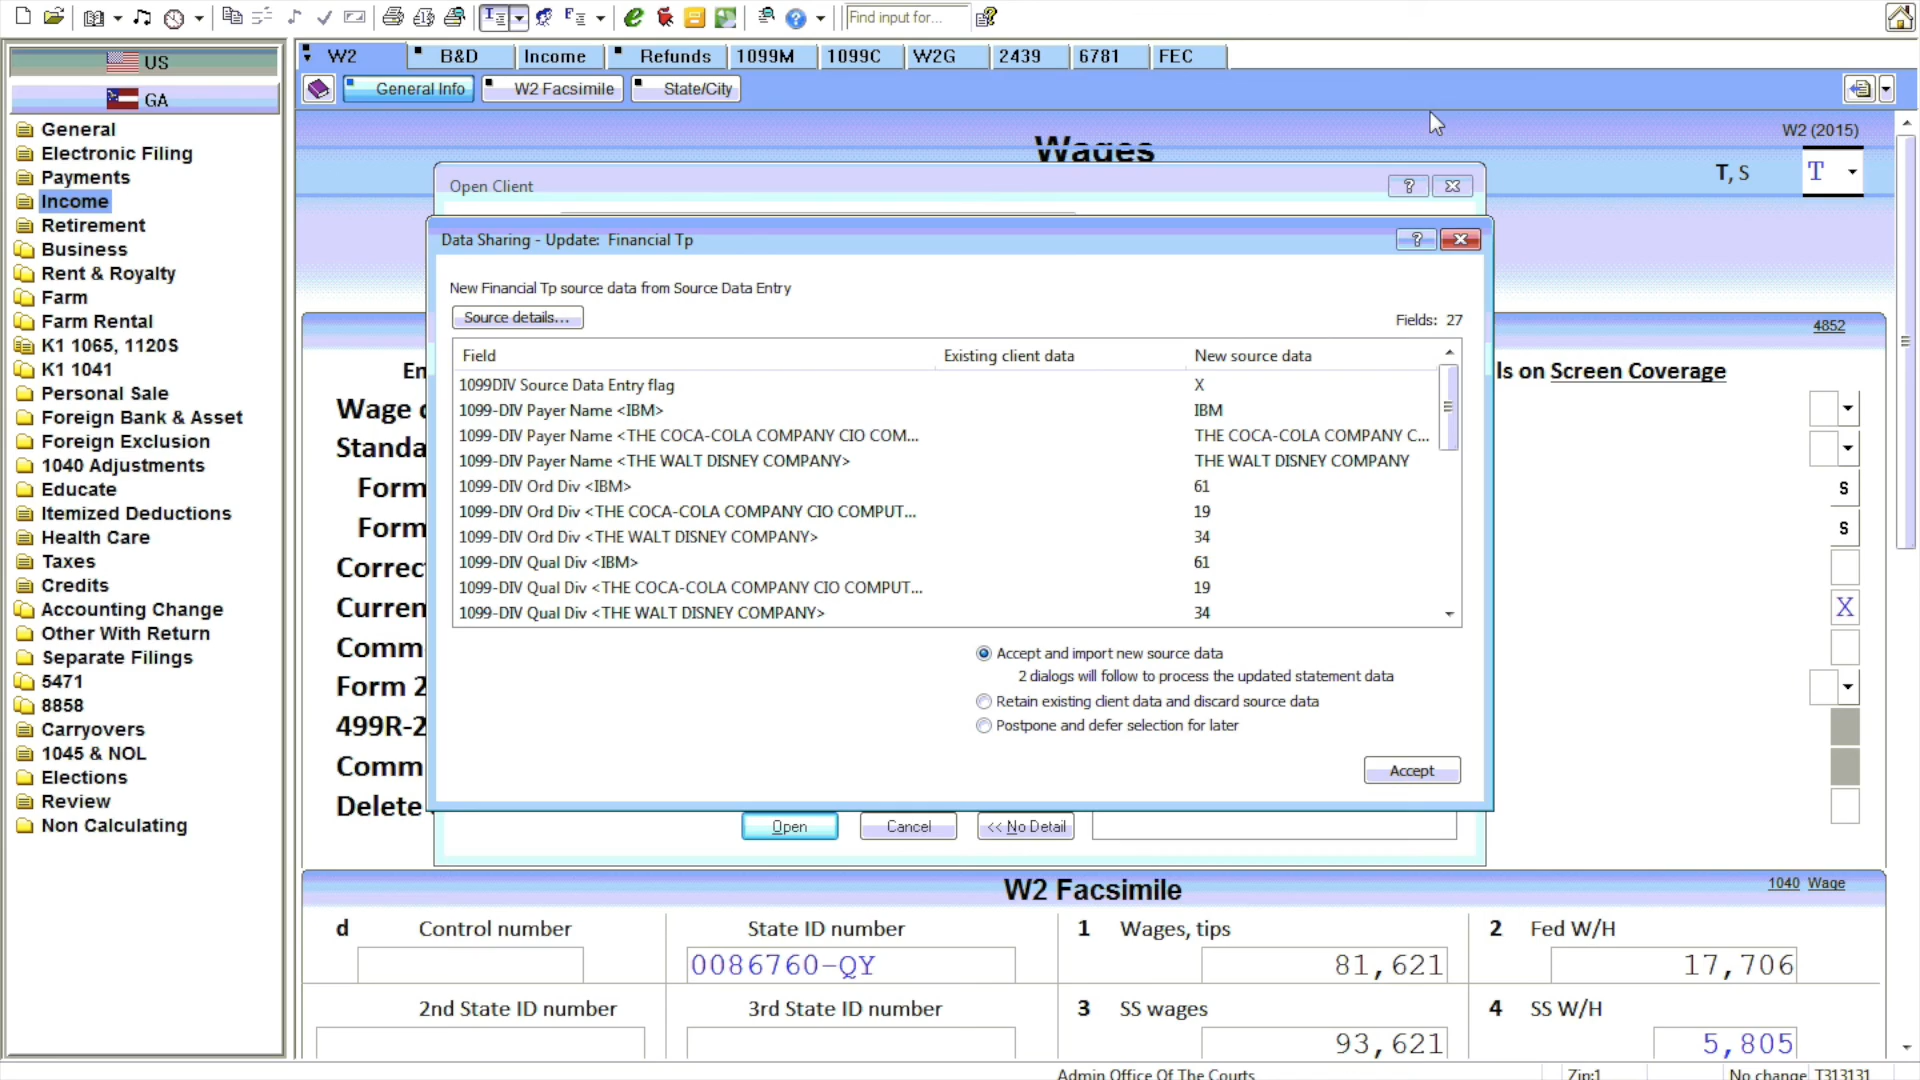 Find input for...
US
GA
General
Electronic Filing
Payments
Income
Retirement
Business
Rent & Royalty
Farm
Farm Rental
K1 1065, 1120S
K1 1041
Personal Sale
Foreign Bank & Asset
Foreign Exclusion
1040 Adjustments
Educate
Itemized Deductions
Health Care
Taxes
Credits
Accounting Change
Other With Return
Separate Filings
5471
8858
Carryovers
1045 & NOL
Elections
Review
Non Calculating
W2 B&D Income Refunds 1099M 1099C W2G 2439 6781 FEC
General Info W2 Facsimile State/City
Wages
W2 (2015)
T, S T
4852
ls on Screen Coverage
Wage
Standa
Form S
Form S
Correc
Curren X
Comm
Form 2
499R-2
Comm
Delete
Open Client
Data Sharing - Update: Financial Tp
New Financial Tp source data from Source Data Entry
Source details...
Fields: 27
Field Existing client data New source data
1099DIV Source Data Entry flag X
1099-DIV Payer Name <IBM> IBM
1099-DIV Payer Name <THE COCA-COLA COMPANY CIO COM... THE COCA-COLA COMPANY C...
1099-DIV Payer Name <THE WALT DISNEY COMPANY> THE WALT DISNEY COMPANY
1099-DIV Ord Div <IBM> 61
1099-DIV Ord Div <THE COCA-COLA COMPANY CIO COMPUT... 19
1099-DIV Ord Div <THE WALT DISNEY COMPANY> 34
1099-DIV Qual Div <IBM> 61
1099-DIV Qual Div <THE COCA-COLA COMPANY CIO COMPUT... 19
1099-DIV Qual Div <THE WALT DISNEY COMPANY> 34
Accept and import new source data
2 dialogs will follow to process the updated statement data
Retain existing client data and discard source data
Postpone and defer selection for later
Accept
Open Cancel << No Detail
W2 Facsimile
1040 Wage
d Control number State ID number 1 Wages, tips 2 Fed W/H
0086760-QY 81,621 17,706
2nd State ID number 3rd State ID number 3 SS wages 4 SS W/H
93,621 5,805
Admin Office Of The Courts Zip:1 No change T313131